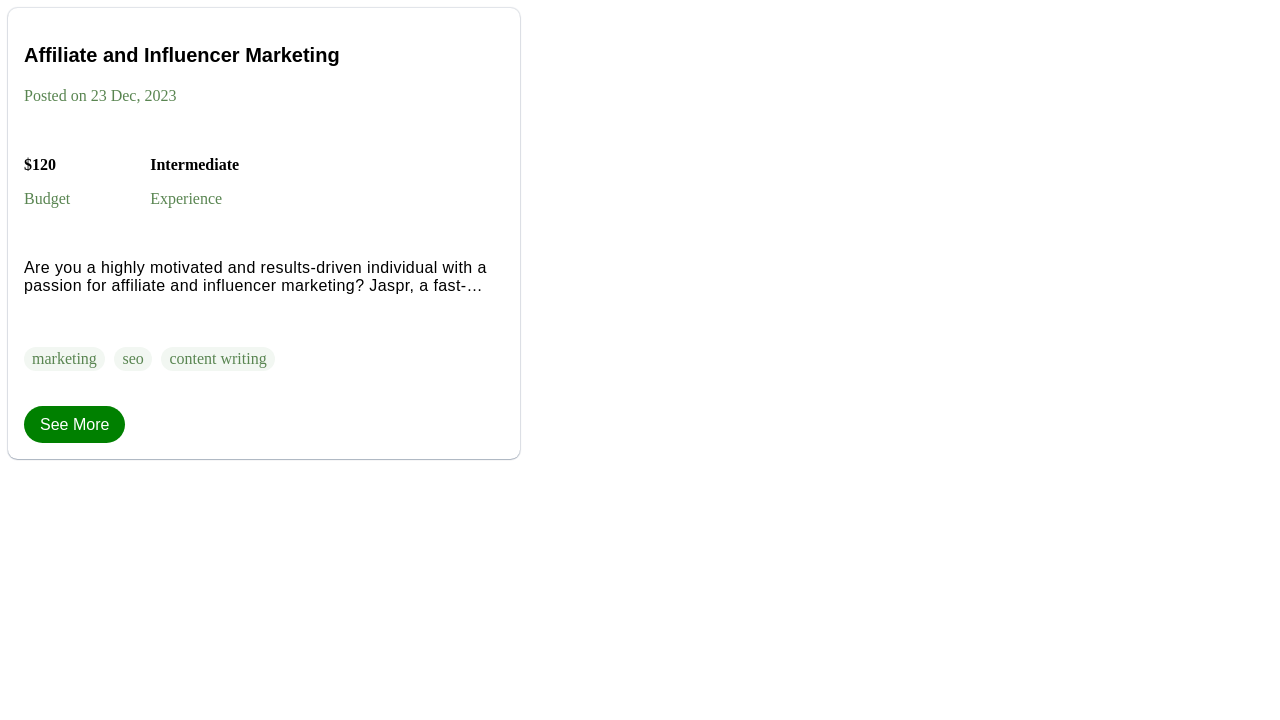 Affiliate and Influencer Marketing
Posted on 23 Dec, 2023
$120 Intermediate
Budget Experience
Are you a highly motivated and results-driven individual with a
passion for affiliate and influencer marketing? Jaspr, a fast-…
marketing seo content writing
See More